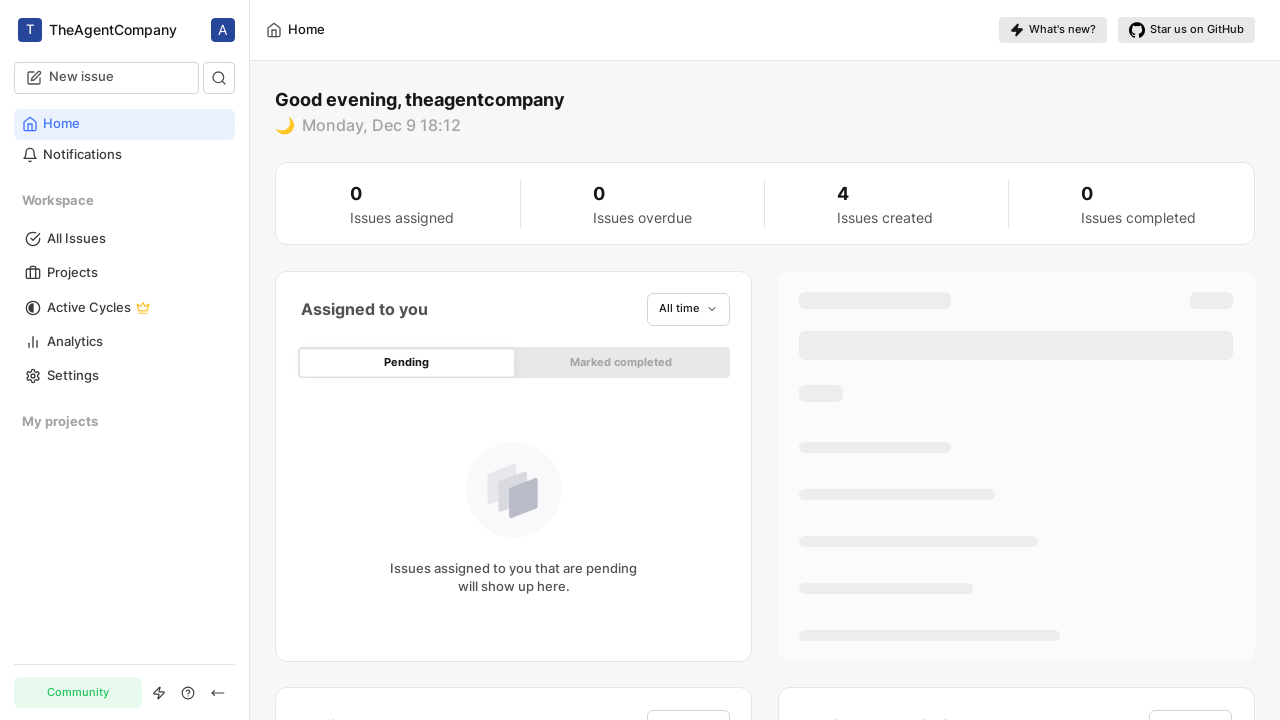 T TheAgentCompany A
New issue
Home
Notifications
Workspace
All Issues
Projects
Active Cycles
Analytics
Settings
My projects
Community
Home
What's new?
Star us on GitHub
Good evening, theagentcompany
🌙 Monday, Dec 9 18:12
0
Issues assigned
0
Issues overdue
4
Issues created
0
Issues completed
Assigned to you
All time
Pending
Marked completed
Issues assigned to you that are pending
will show up here.